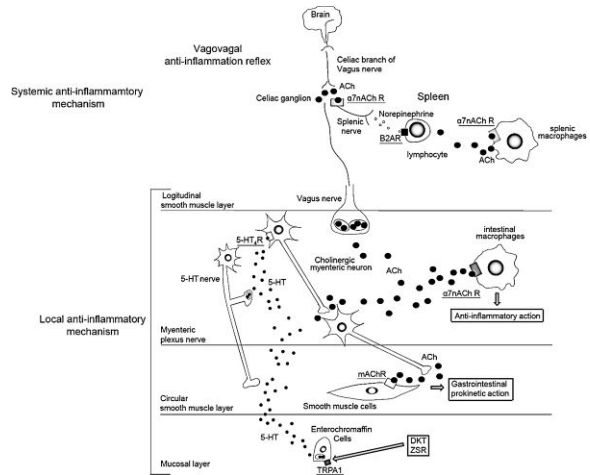 Brain
Vagovagal
anti-inflammation reflex
Celiac branch of
Vagus nerve
Systemic anti-inflammamtory
mechanism
ACh
Celiac ganglion
α7nACh R
Spleen
Norepinephrine
α7nACh R
Splenic
nerve
B2AR
lymphocyte
ACh
splenic
macrophages
Logitudinal
smooth muscle layer
Vagus nerve
5-HT4R
intestinal
macrophages
Cholinergic
myenteric neuron
ACh
5-HT nerve
5-HT
α7nACh R
Anti-inflammatory action
Local anti-inflammatory
mechanism
Myenteric
plexus nerve
ACh
mAChR
Gastrointestinal
prokinetic action
Circular
smooth muscle layer
Smooth muscle cells
5-HT
Enterochromaffin
Cells
DKT
ZSR
Mucosal layer
TRPA1